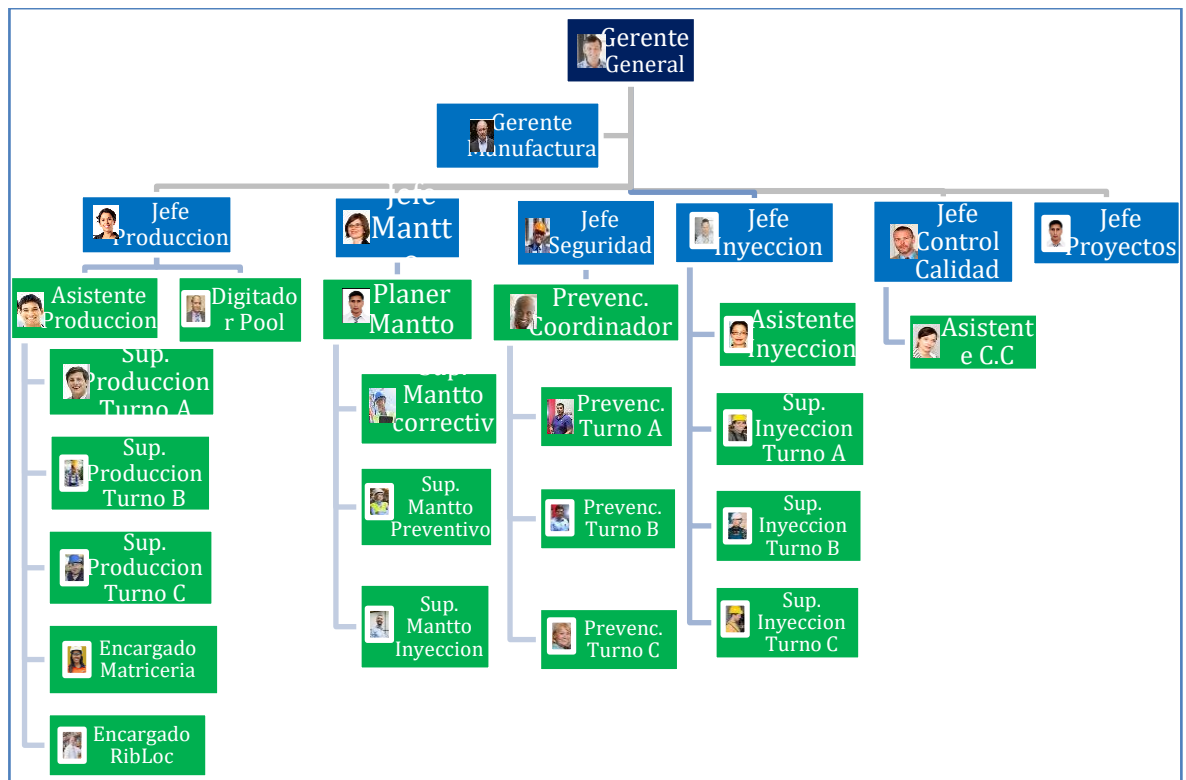 Gerente
General
Gerente
Manufactura
Jefe
Produccion
Jefe
Mantt
o
Jefe
Seguridad
Jefe
Inyeccion
Jefe
Control
Calidad
Jefe
Proyectos
Asistente
Produccion
Digitado
r Pool
Planer
Mantto
Prevenc.
Coordinador
Asistente
Inyeccion
Asistent
e C.C
Sup.
Produccion
Turno A
Sup.
Mantto
correctiv
Prevenc.
Turno A
Sup.
Inyeccion
Turno A
Sup.
Produccion
Turno B
Sup.
Mantto
Preventivo
Prevenc.
Turno B
Sup.
Inyeccion
Turno B
Sup.
Produccion
Turno C
Sup.
Mantto
Inyeccion
Prevenc.
Turno C
Sup.
Inyeccion
Turno C
Encargado
Matriceria
Encargado
RibLoc